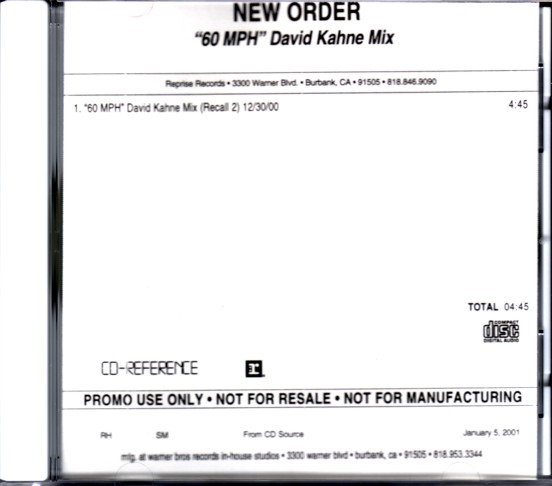 NEW ORDER
"60 MPH" David Kahne Mix
Reprise Records • 3300 Warner Blvd. • Burbank, CA • 91505 • 818.846.9090
1. "60 MPH" David Kahne Mix (Recall 2) 12/30/00 4:45
TOTAL 04:45
COMPACT
disc
DIGITAL AUDIO
CD-REFERENCE r
PROMO USE ONLY • NOT FOR RESALE • NOT FOR MANUFACTURING
RH SM From CD Source January 5, 2001
mfg. at warner bros records in-house studios • 3300 warner blvd • burbank, ca • 91505 • 818.953.3344